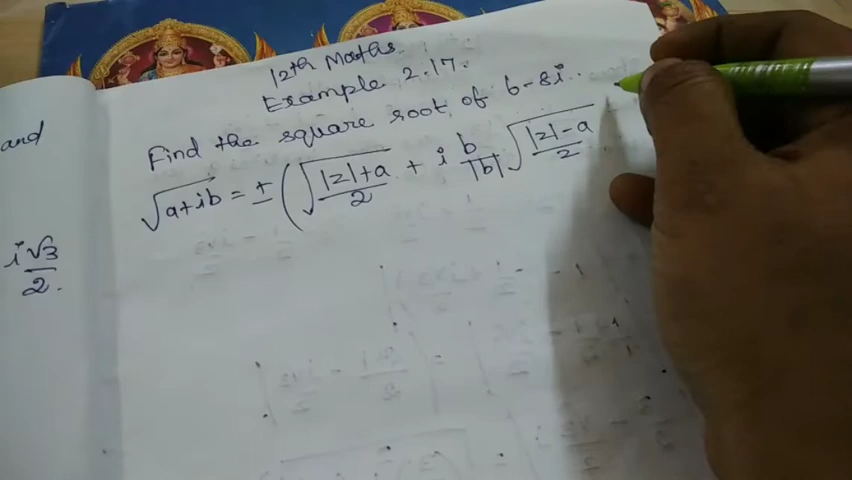 12th Maths.
Example 2.17.
Find the square root of 6-8i.
√a+ib = ± (√|z|+a/2 + i b/|b| √|z|-a/2
and
i√3/2.